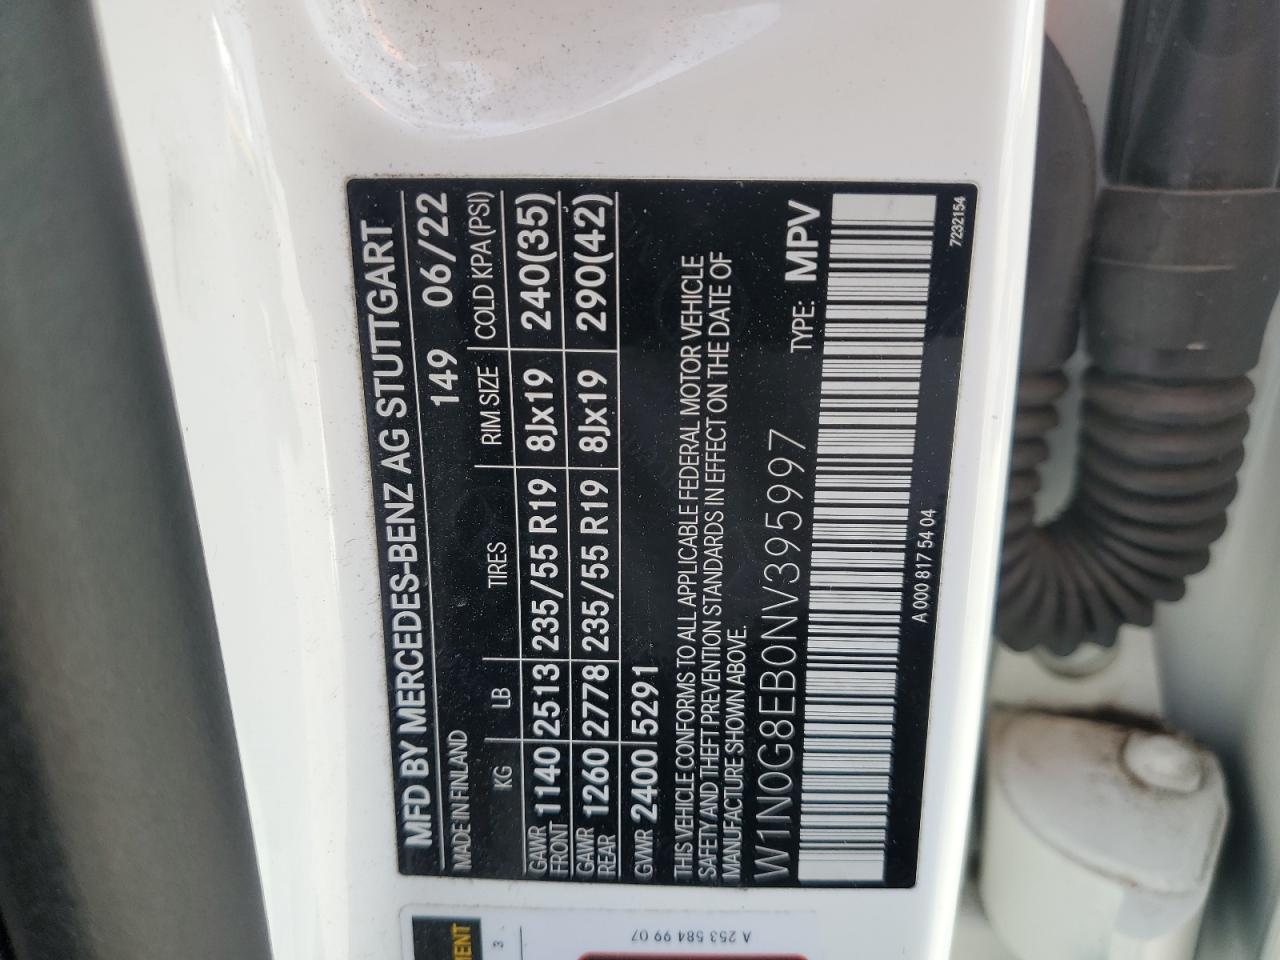 MFD BY MERCEDES-BENZ AG STUTTGART
MADE IN FINLAND 149 06/22
KG LB TIRES RIM SIZE COLD KPA(PSI)
GAWR FRONT 1140 2513 235/55 R19 8Jx19 240(35)
GAWR REAR 1260 2778 235/55 R19 8Jx19 290(42)
GVWR 2400 5291
THIS VEHICLE CONFORMS TO ALL APPLICABLE FEDERAL MOTOR VEHICLE
SAFETY AND THEFT PREVENTION STANDARDS IN EFFECT ON THE DATE OF
MANUFACTURE SHOWN ABOVE.
W1N0G8EB0NV395997 TYPE: MPV
A 000 817 54 04
7232154
3
A 253 584 99 07